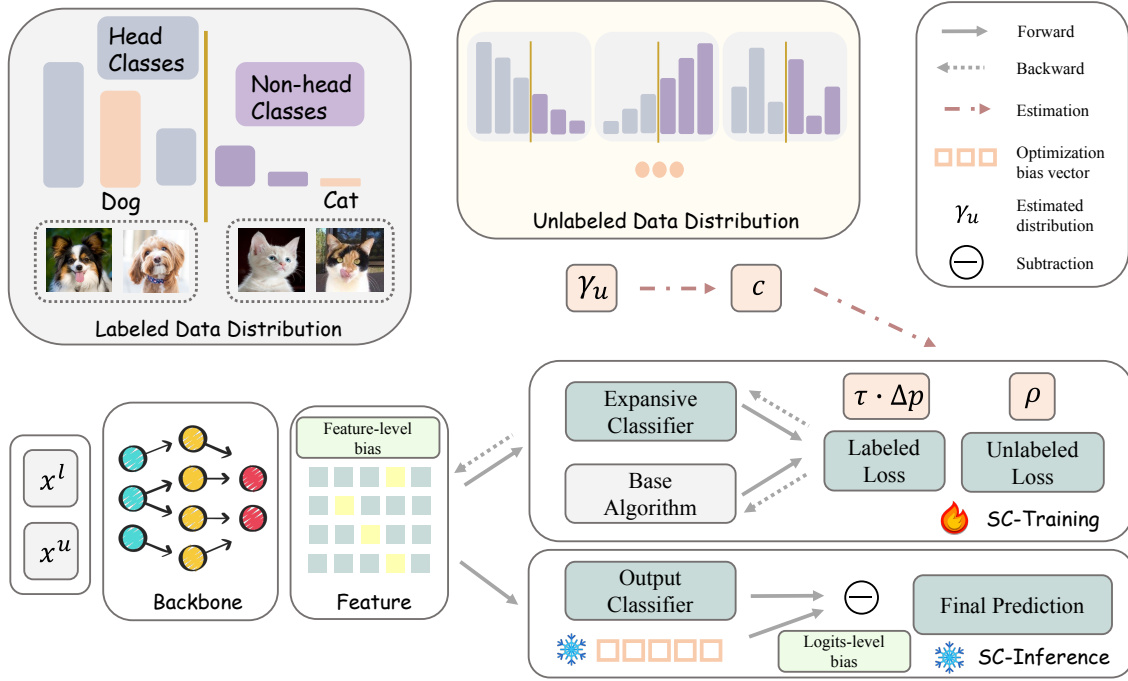 Head
Classes
Non-head
Classes
Dog
Cat
Labeled Data Distribution
Unlabeled Data Distribution
Forward
Backward
Estimation
Optimization
bias vector
γᵤ
Estimated
distribution
Subtraction
γᵤ
c
τ · Δp
ρ
Expansive
Classifier
Base
Algorithm
Labeled
Loss
Unlabeled
Loss
SC-Training
xˡ
xᵘ
Backbone
Feature-level
bias
Feature
Output
Classifier
Final Prediction
Logits-level
bias
SC-Inference